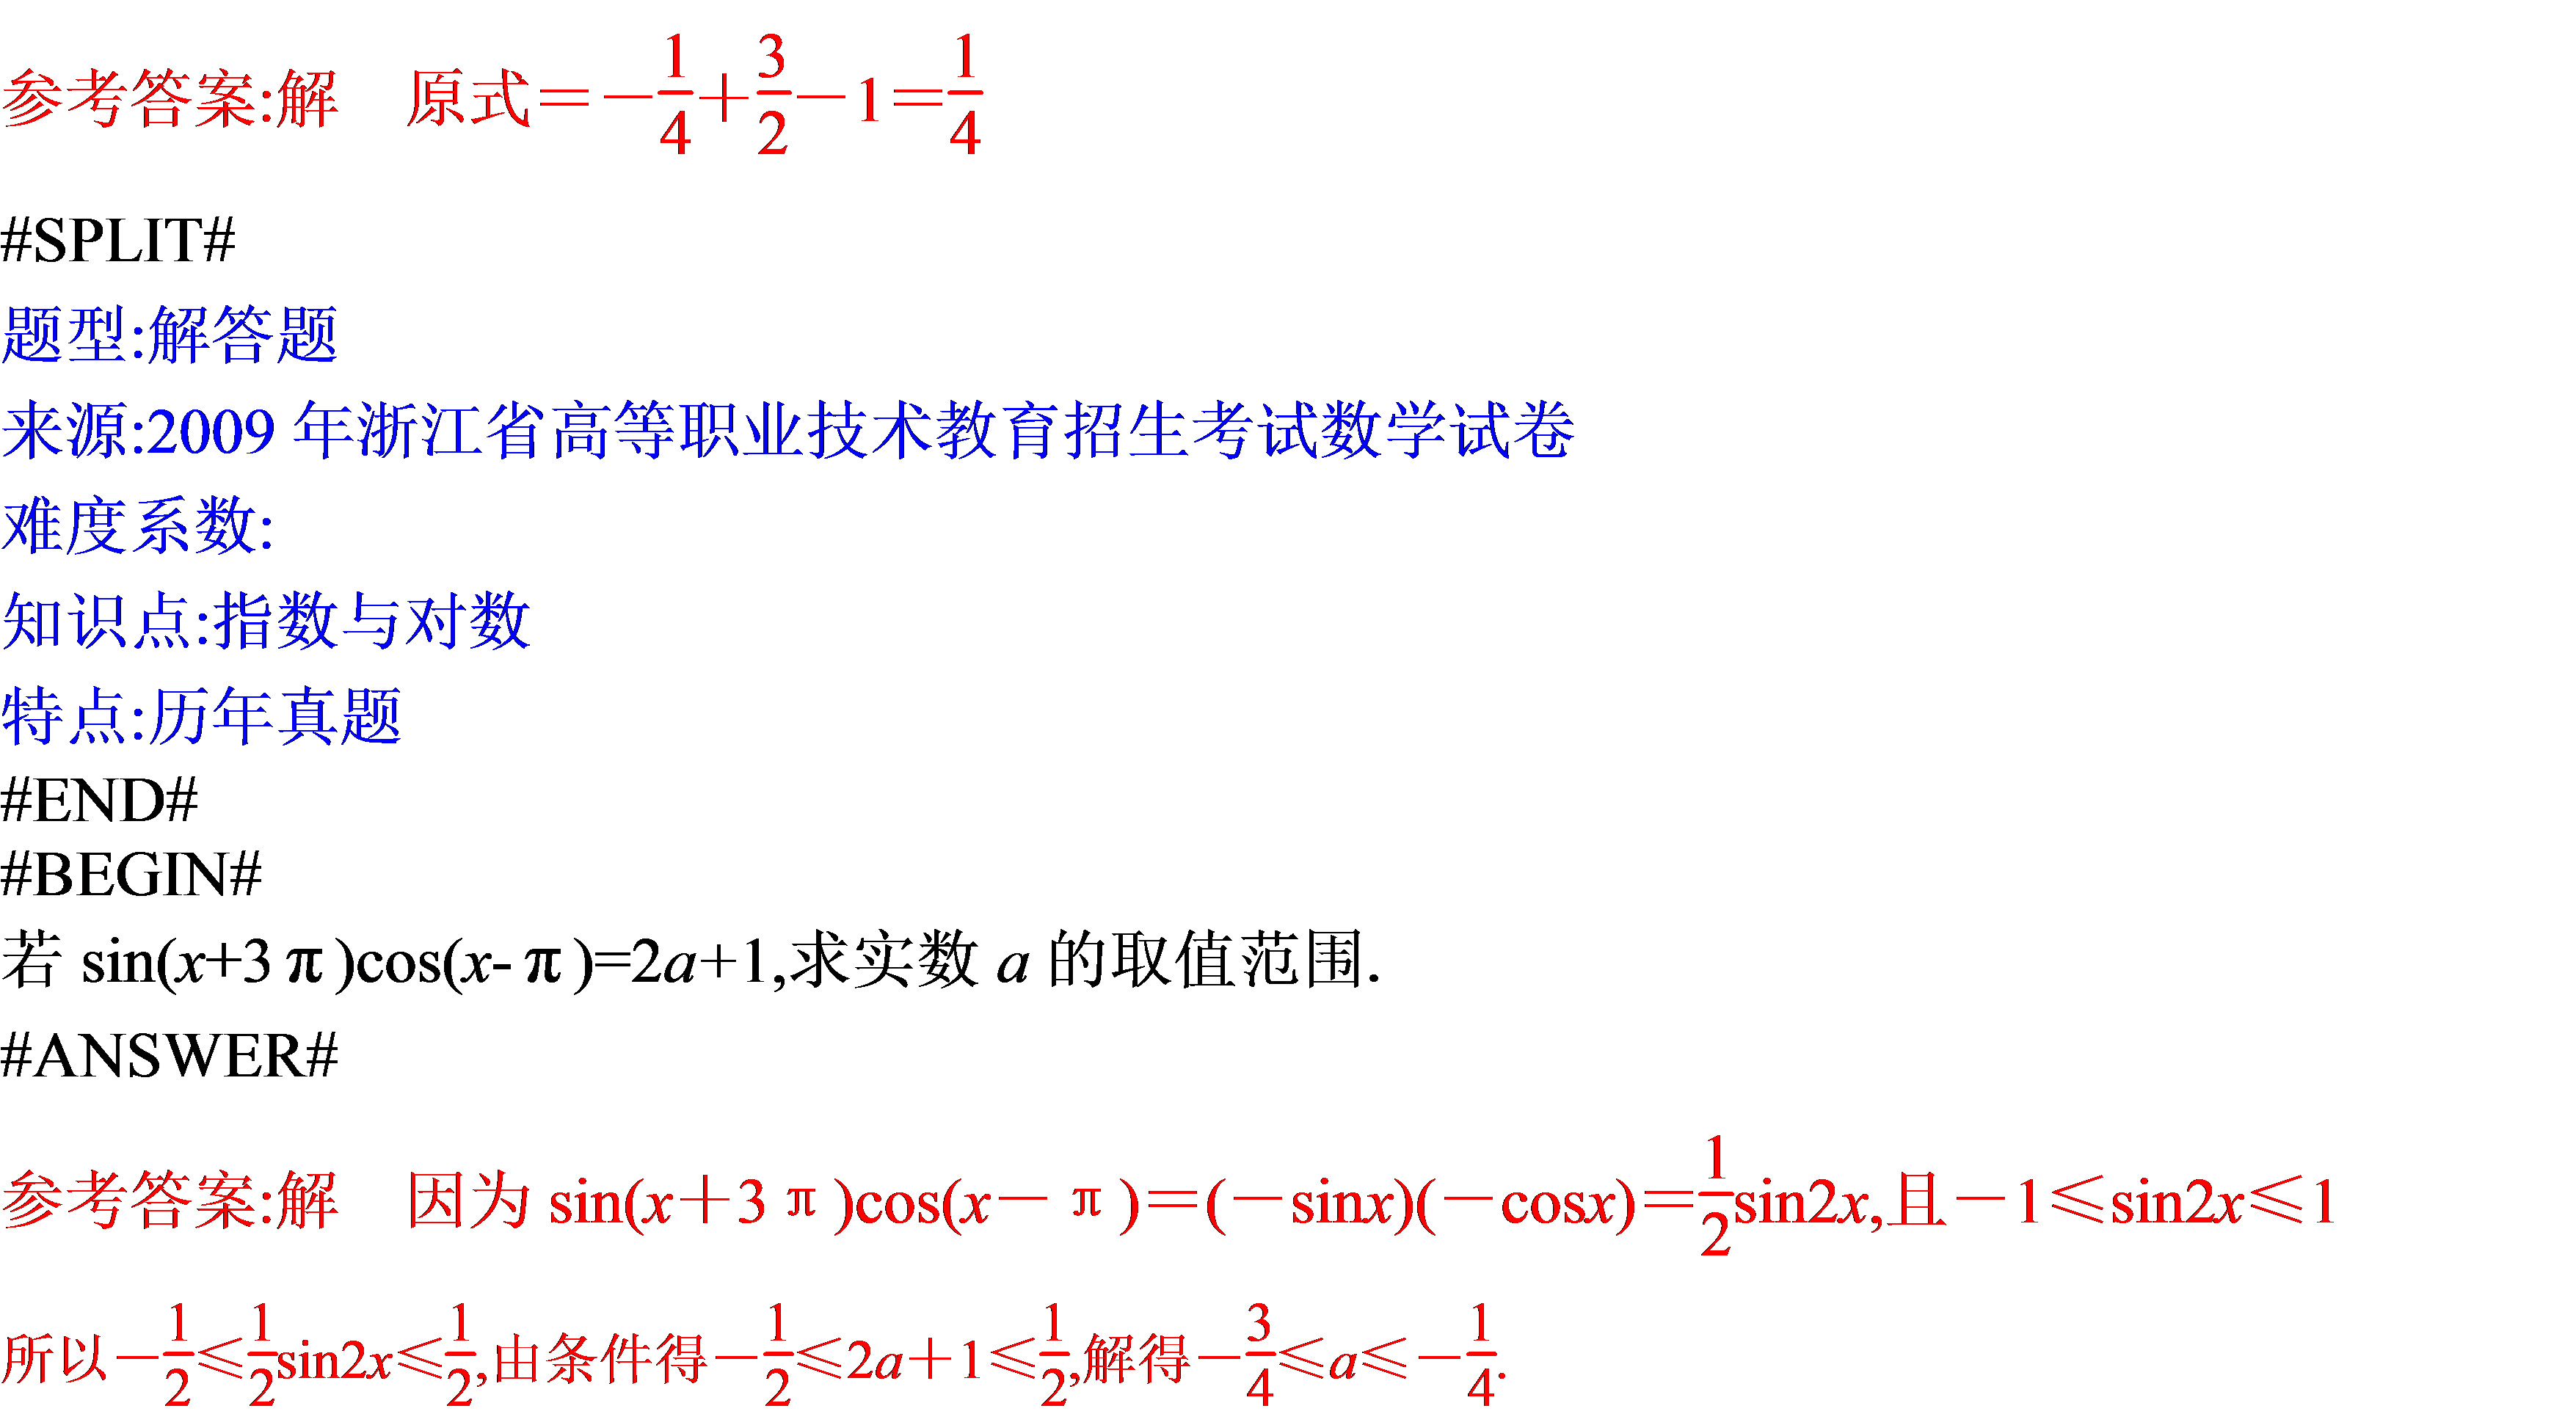 参考答案:解　原式＝－1/4＋3/2－1＝1/4
#SPLIT#
题型:解答题
来源:2009 年浙江省高等职业技术教育招生考试数学试卷
难度系数:
知识点:指数与对数
特点:历年真题
#END#
#BEGIN#
若 sin(x+3π)cos(x-π)=2a+1,求实数 a 的取值范围.
#ANSWER#
参考答案:解　因为 sin(x＋3π)cos(x－π)＝(－sinx)(－cosx)＝1/2sin2x,且－1≤sin2x≤1
所以－1/2≤1/2sin2x≤1/2,由条件得－1/2≤2a＋1≤1/2,解得－3/4≤a≤－1/4.